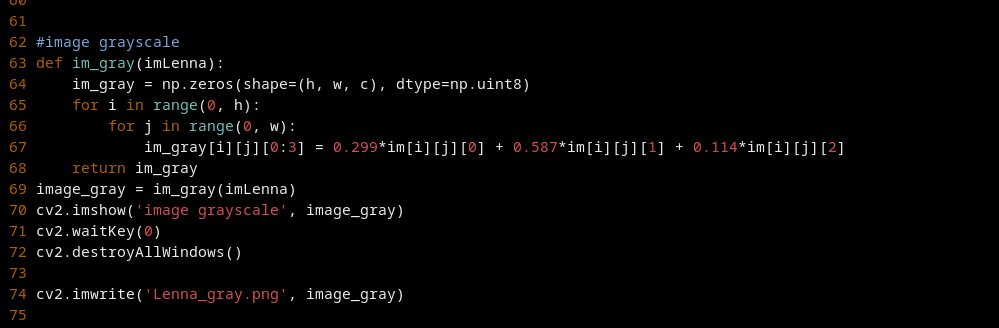 60
61
62 #image grayscale
63 def im_gray(imLenna):
64     im_gray = np.zeros(shape=(h, w, c), dtype=np.uint8)
65     for i in range(0, h):
66         for j in range(0, w):
67             im_gray[i][j][0:3] = 0.299*im[i][j][0] + 0.587*im[i][j][1] + 0.114*im[i][j][2]
68     return im_gray
69 image_gray = im_gray(imLenna)
70 cv2.imshow('image grayscale', image_gray)
71 cv2.waitKey(0)
72 cv2.destroyAllWindows()
73
74 cv2.imwrite('Lenna_gray.png', image_gray)
75